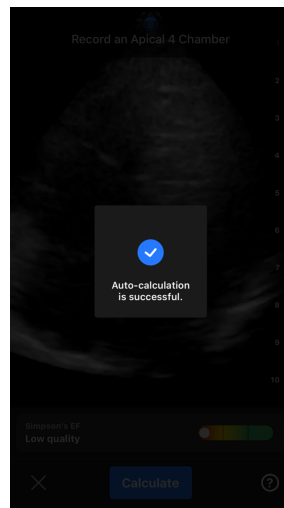 Record an Apical 4 Chamber
1
2
3
4
5
6
7
8
9
10
Auto-calculation
is successful.
Simpson's EF
Low quality
Calculate
?